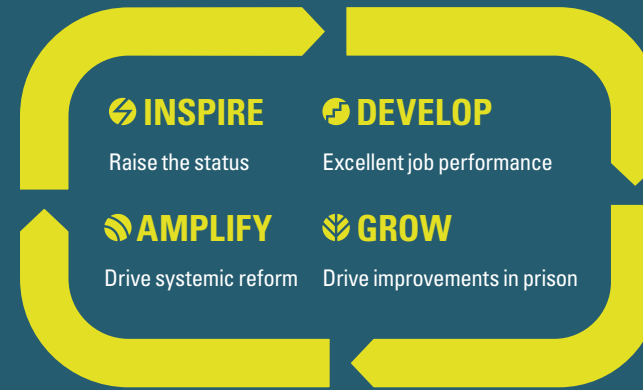 INSPIRE
Raise the status
DEVELOP
Excellent job performance
AMPLIFY
Drive systemic reform
GROW
Drive improvements in prison